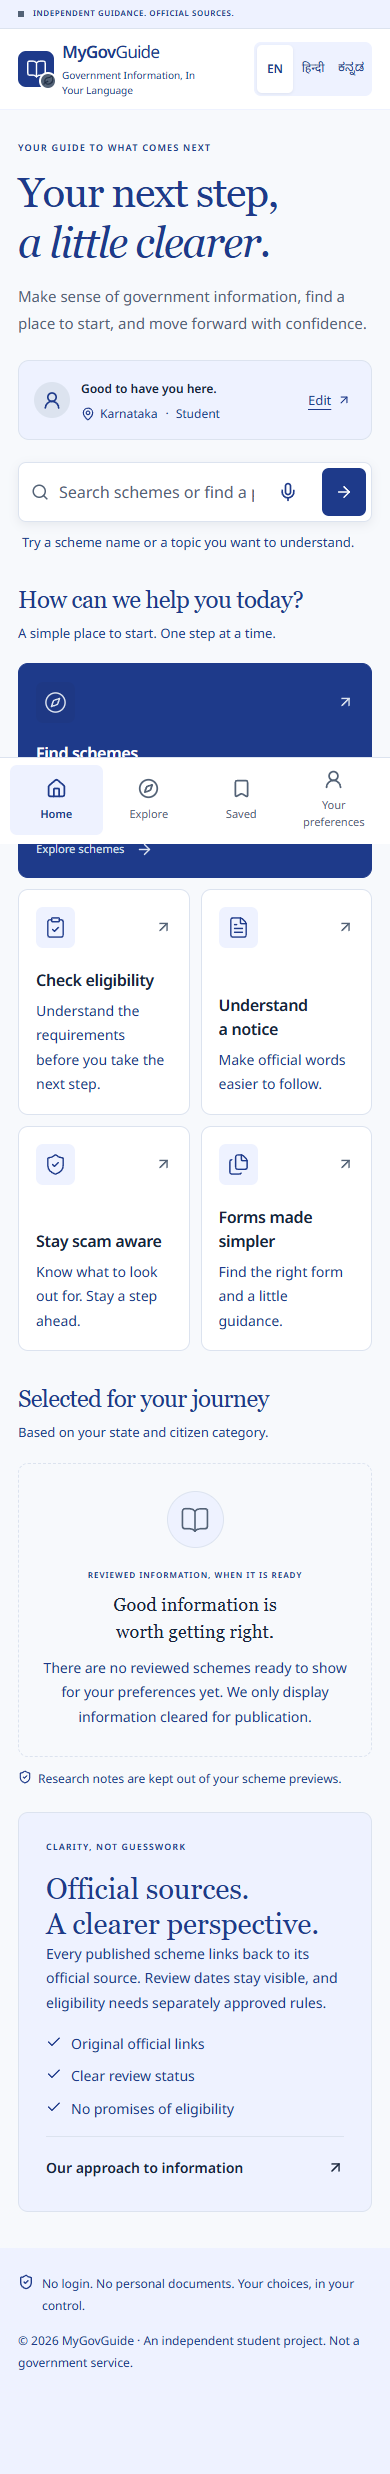 INDEPENDENT GUIDANCE. OFFICIAL SOURCES.
MyGovGuide
Government Information, In
Your Language
EN
हिन्दी
ಕನ್ನಡ
YOUR GUIDE TO WHAT COMES NEXT
Your next step,
a little clearer.
Make sense of government information, find a
place to start, and move forward with confidence.
Good to have you here.
Karnataka · Student
Edit
Search schemes or find a
Try a scheme name or a topic you want to understand.
How can we help you today?
A simple place to start. One step at a time.
Find schemes
Home
Explore
Saved
Your
preferences
Explore schemes
Check eligibility
Understand the
requirements
before you take the
next step.
Understand
a notice
Make official words
easier to follow.
Stay scam aware
Know what to look
out for. Stay a step
ahead.
Forms made
simpler
Find the right form
and a little
guidance.
Selected for your journey
Based on your state and citizen category.
REVIEWED INFORMATION, WHEN IT IS READY
Good information is
worth getting right.
There are no reviewed schemes ready to show
for your preferences yet. We only display
information cleared for publication.
Research notes are kept out of your scheme previews.
CLARITY, NOT GUESSWORK
Official sources.
A clearer perspective.
Every published scheme links back to its
official source. Review dates stay visible, and
eligibility needs separately approved rules.
Original official links
Clear review status
No promises of eligibility
Our approach to information
No login. No personal documents. Your choices, in your
control.
© 2026 MyGovGuide · An independent student project. Not a
government service.